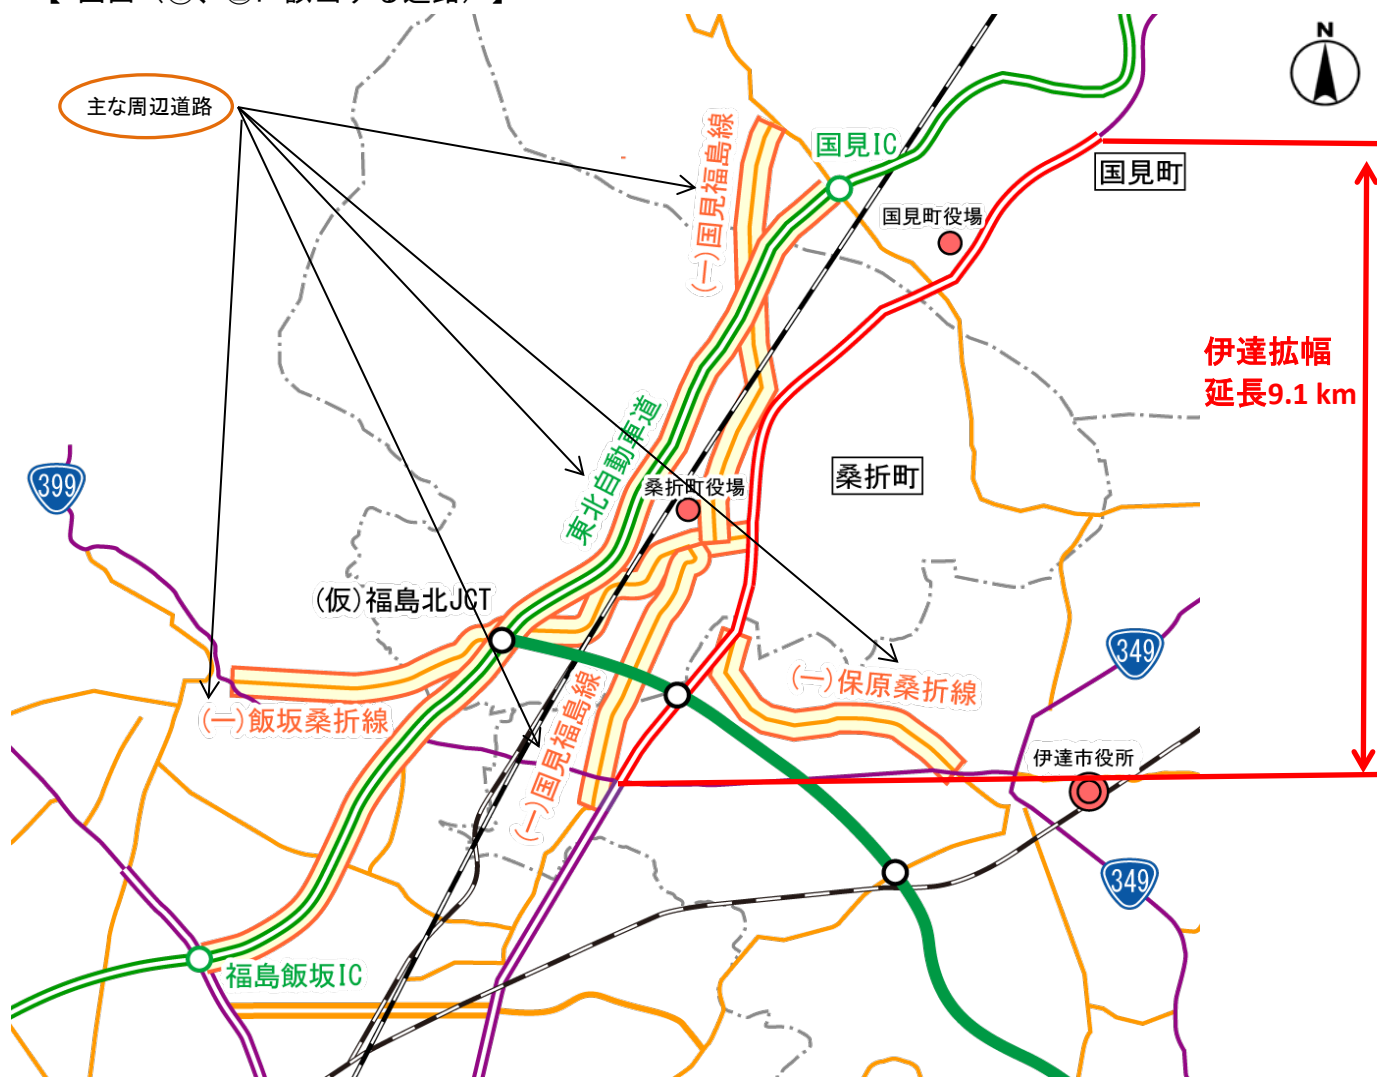 主な周辺道路
N
(一)国見福島線
国見IC
国見町
国見町役場
伊達拡幅
延長9.1 km
東北自動車道
399
桑折町役場
桑折町
(仮)福島北JCT
349
(一)保原桑折線
(一)飯坂桑折線
(一)国見福島線
伊達市役所
349
福島飯坂IC